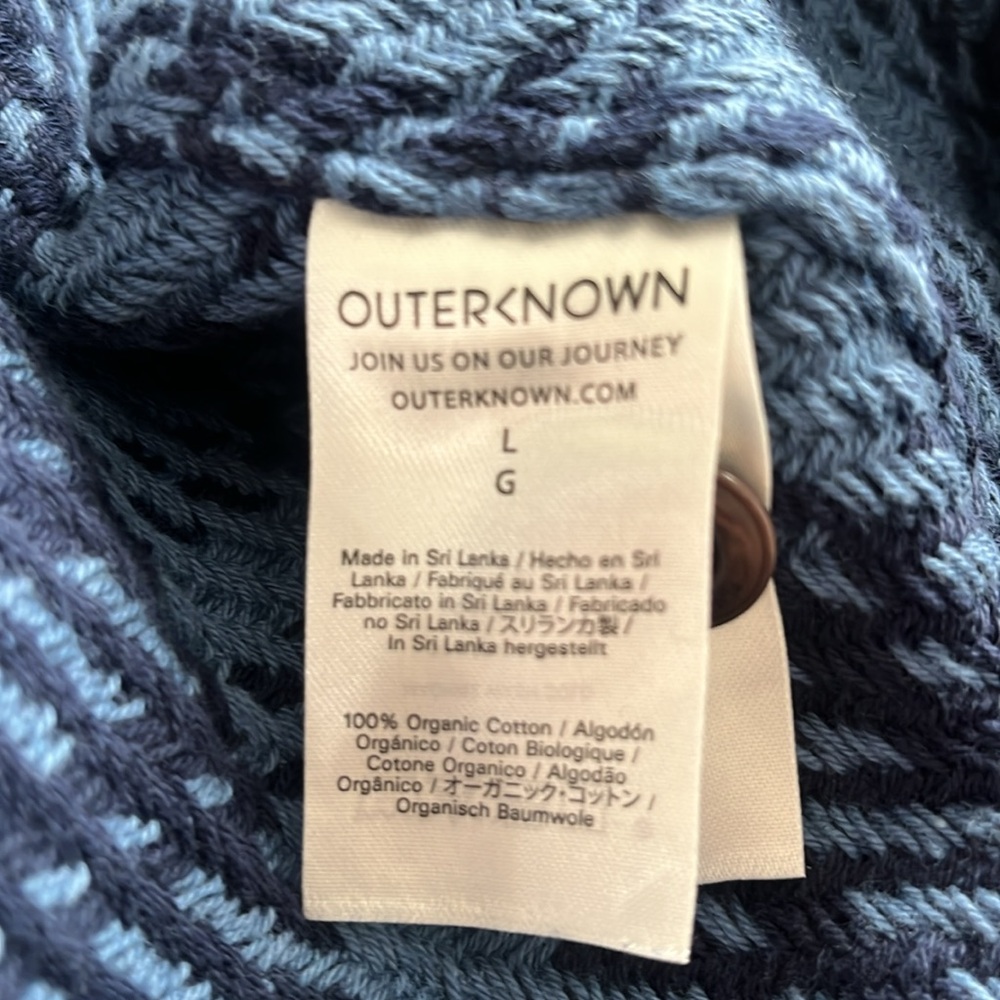 OUTERKNOWN
JOIN US ON OUR JOURNEY
OUTERKNOWN.COM
L
G
Made in Sri Lanka / Hecho en Sri
Lanka / Fabriqué au Sri Lanka /
Fabbricato in Sri Lanka / Fabricado
no Sri Lanka / スリランカ製 /
In Sri Lanka hergestellt
100% Organic Cotton / Algodón
Orgánico / Coton Biologique /
Cotone Organico / Algodão
Orgânico / オーガニック・コットン /
Organisch Baumwole